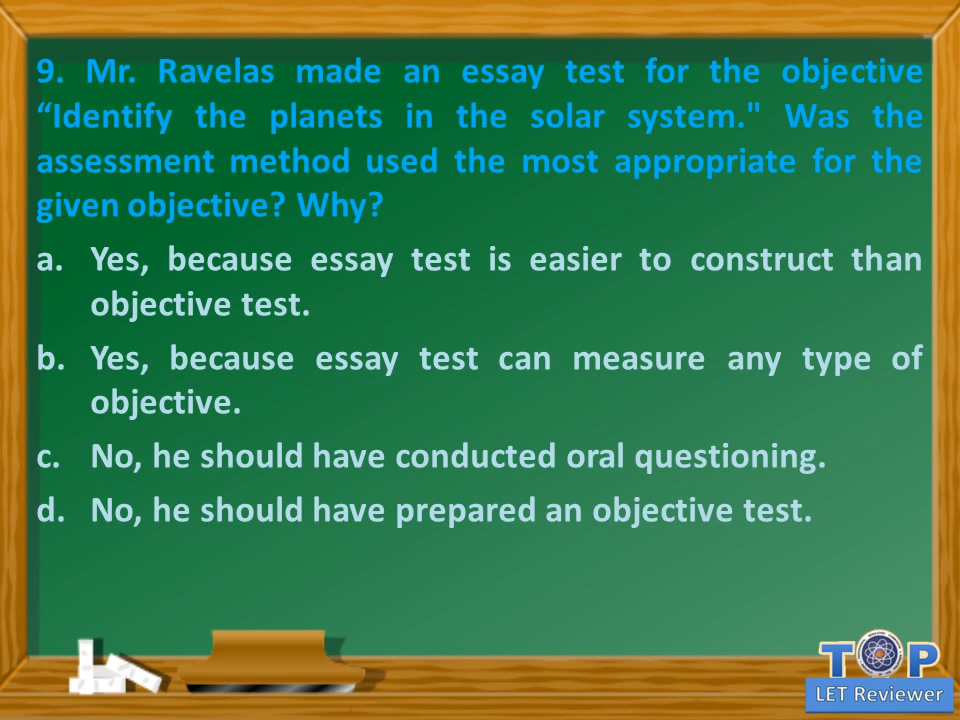 9. Mr. Ravelas made an essay test for the objective
“Identify the planets in the solar system." Was the
assessment method used the most appropriate for the
given objective? Why?
a. Yes, because essay test is easier to construct than
objective test.
b. Yes, because essay test can measure any type of
objective.
c. No, he should have conducted oral questioning.
d. No, he should have prepared an objective test.
TOP
LET Reviewer